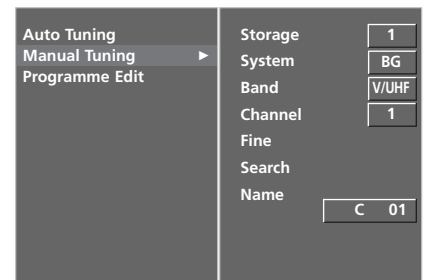 Auto Tuning
Manual Tuning ►
Programme Edit
Storage 1
System BG
Band V/UHF
Channel 1
Fine
Search
Name
C 01